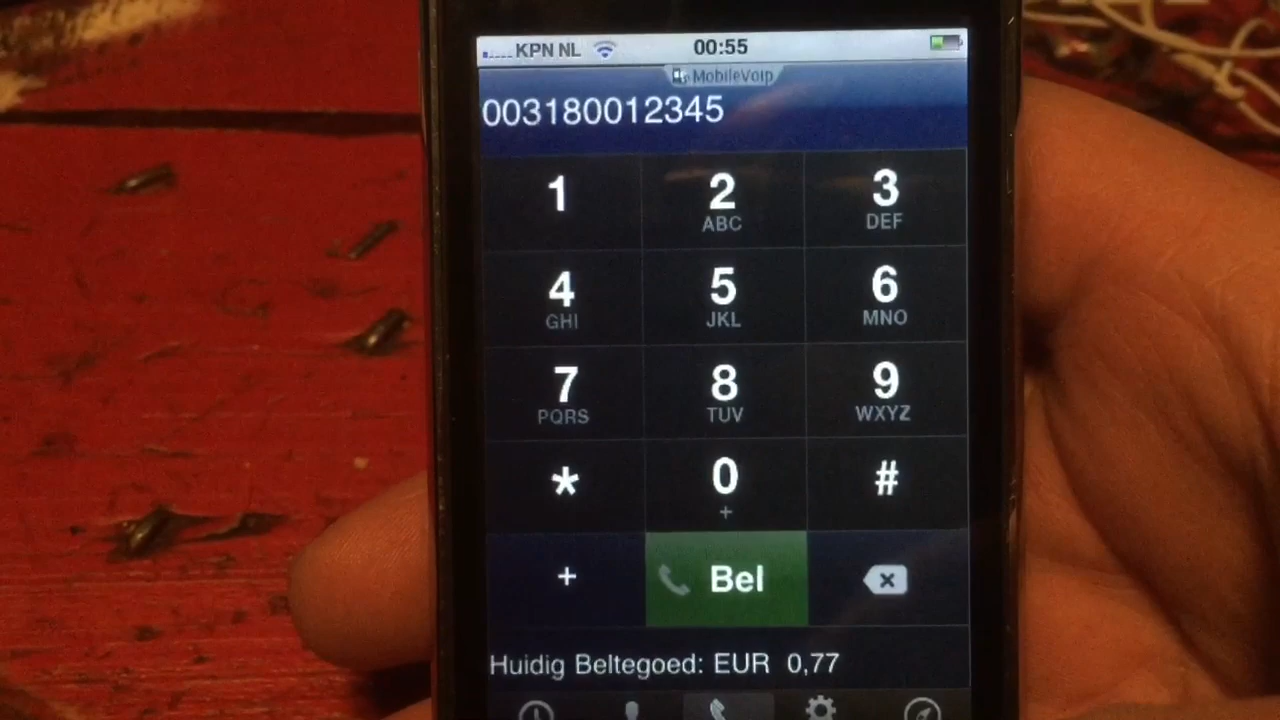 KPN NL 00:55
MobileVoip
003180012345
1 2 3
ABC DEF
4 5 6
GHI JKL MNO
7 8 9
PQRS TUV WXYZ
* 0 #
+
+ Bel
Huidig Beltegoed: EUR 0,77